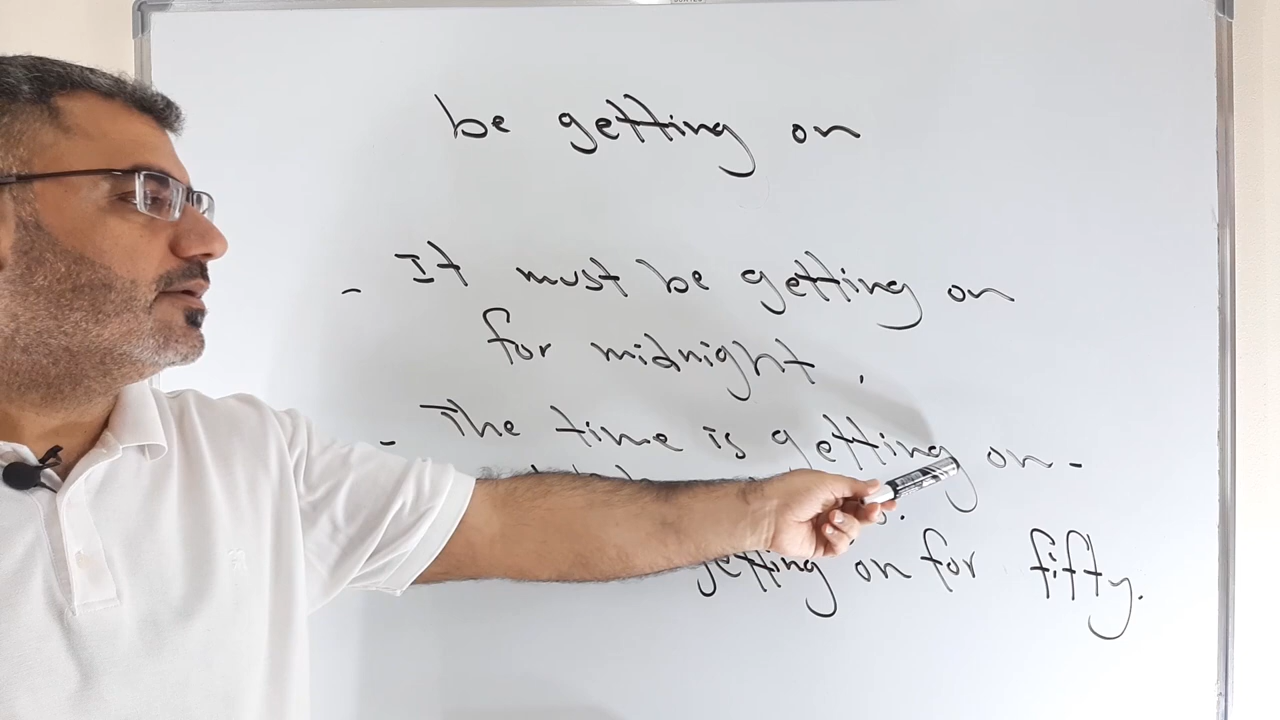 be getting on
- It must be getting on
for midnight.
- The time is getting on -
getting on for fifty.